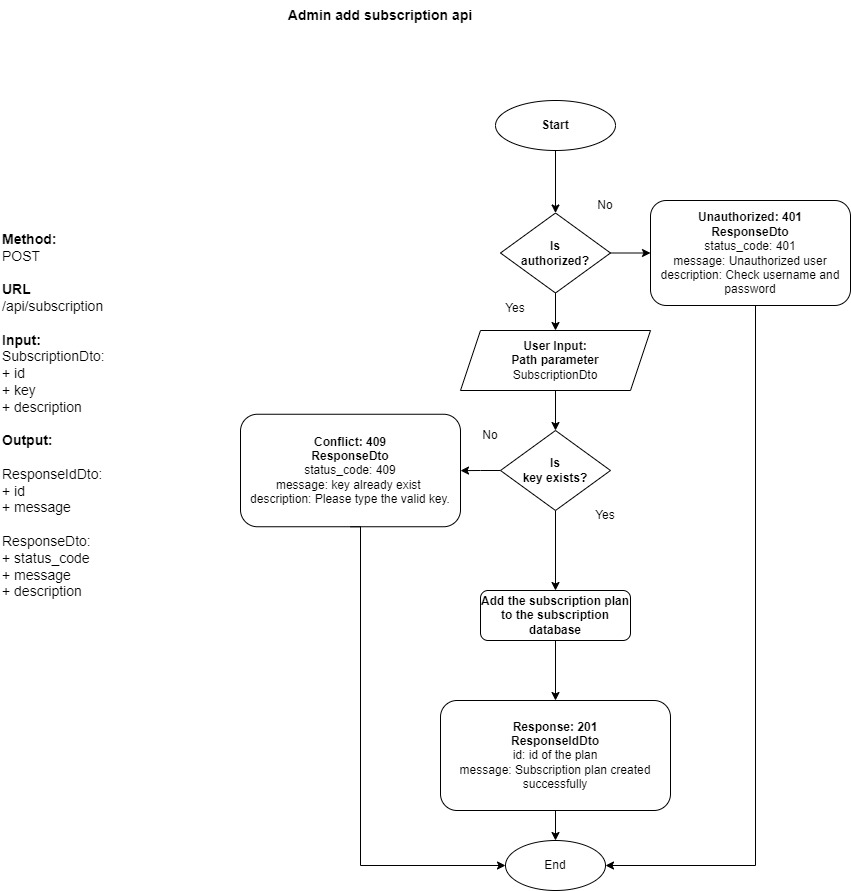 Admin add subscription api
Method:
POST
URL
/api/subscription
Input:
SubscriptionDto:
+ id
+ key
+ description
Output:
ResponseIdDto:
+ id
+ message
ResponseDto:
+ status_code
+ message
+ description
Start
Is
authorized?
No
Unauthorized: 401
ResponseDto
status_code: 401
message: Unauthorized user
description: Check username and
password
Yes
User Input:
Path parameter
SubscriptionDto
Is
key exists?
No
Conflict: 409
ResponseDto
status_code: 409
message: key already exist
description: Please type the valid key.
Yes
Add the subscription plan
to the subscription
database
Response: 201
ResponseIdDto
id: id of the plan
message: Subscription plan created
successfully
End